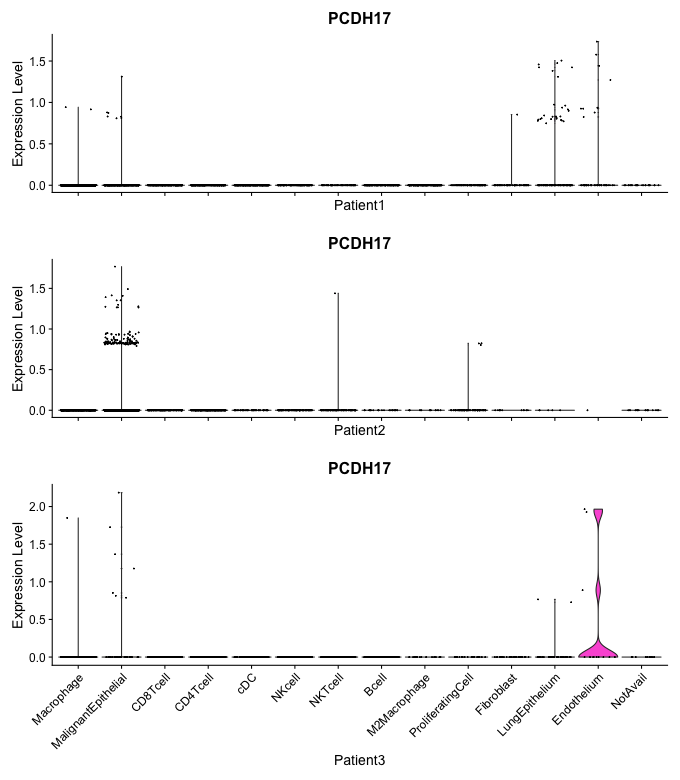 PCDH17
Expression Level
1.5
1.0
0.5
0.0
Patient1
PCDH17
Expression Level
1.5
1.0
0.5
0.0
Patient2
PCDH17
Expression Level
2.0
1.5
1.0
0.5
0.0
Macrophage
MalignantEpithelial
CD8Tcell
CD4Tcell
cDC
NKcell
NKTcell
Bcell
M2Macrophage
ProliferatingCell
Fibroblast
LungEpithelium
Endothelium
NotAvail
Patient3